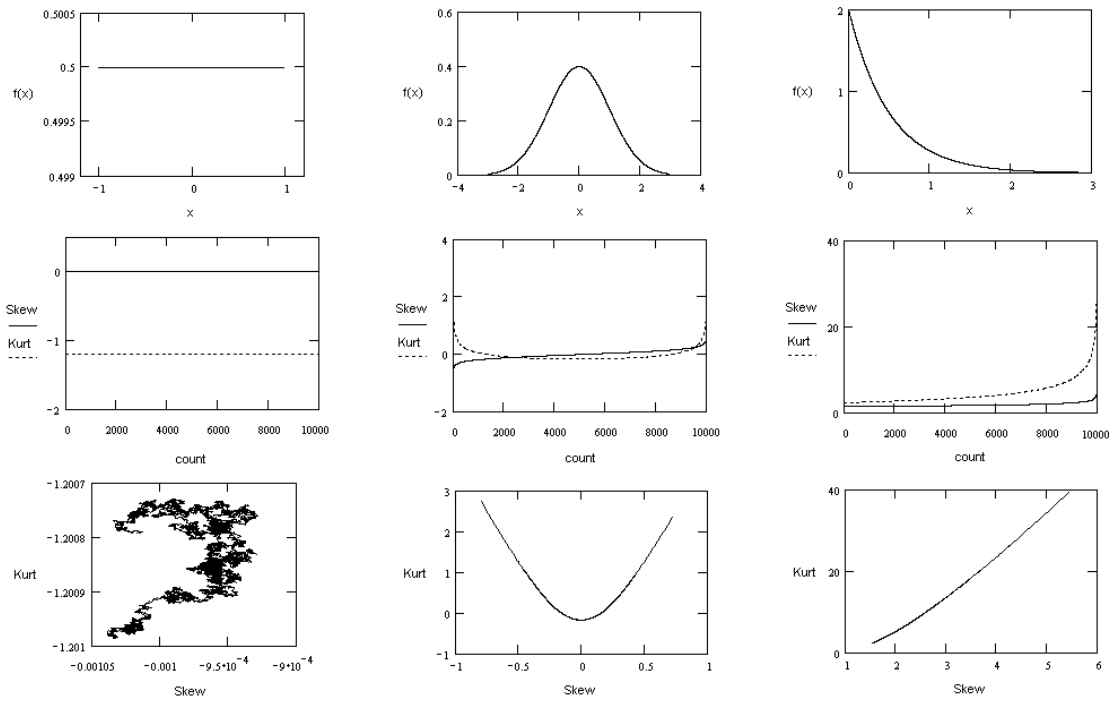 0.5005
0.5
f(x)
0.4995
0.499
−1 0 1
x
0.6
0.4
f(x)
0.2
0
−4 −2 0 2 4
x
2
f(x)
1
0
0 1 2 3
x
0
Skew
−1
Kurt
−2
0 2000 4000 6000 8000 10000
count
4
2
Skew
0
Kurt
−2
0 2000 4000 6000 8000 10000
count
40
Skew
20
Kurt
0
0 2000 4000 6000 8000 10000
count
−1.2007
−1.2008
Kurt
−1.2009
−1.201
−0.00105 −0.001 −9.5•10⁻⁴ −9•10⁻⁴
Skew
3
2
Kurt
1
0
−1
−1 −0.5 0 0.5 1
Skew
40
Kurt
20
0
1 2 3 4 5 6
Skew